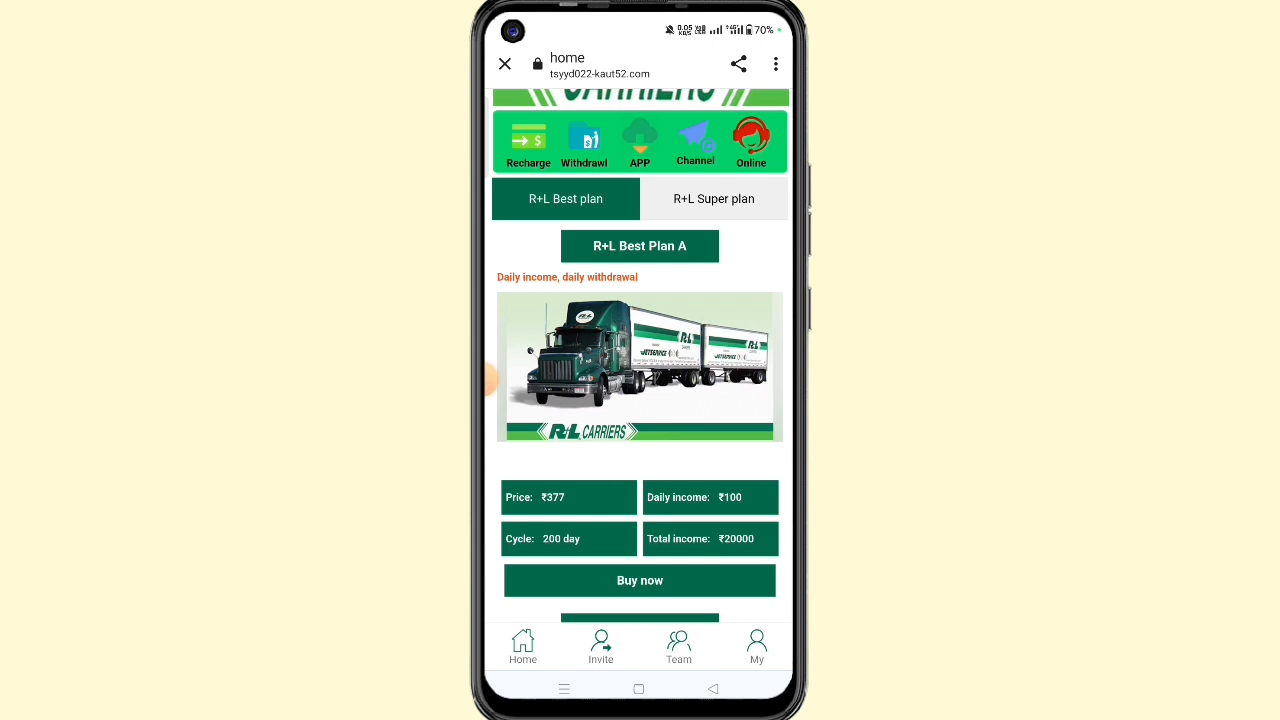 70%
home
tsyyd022-kaut52.com
CARRIERS
Recharge Withdrawl APP Channel Online
R+L Best plan R+L Super plan
R+L Best Plan A
Daily income, daily withdrawal
R+L
R+L
R+L CARRIERS
Price: ₹377 Daily income: ₹100
Cycle: 200 day Total income: ₹20000
Buy now
Home Invite Team My